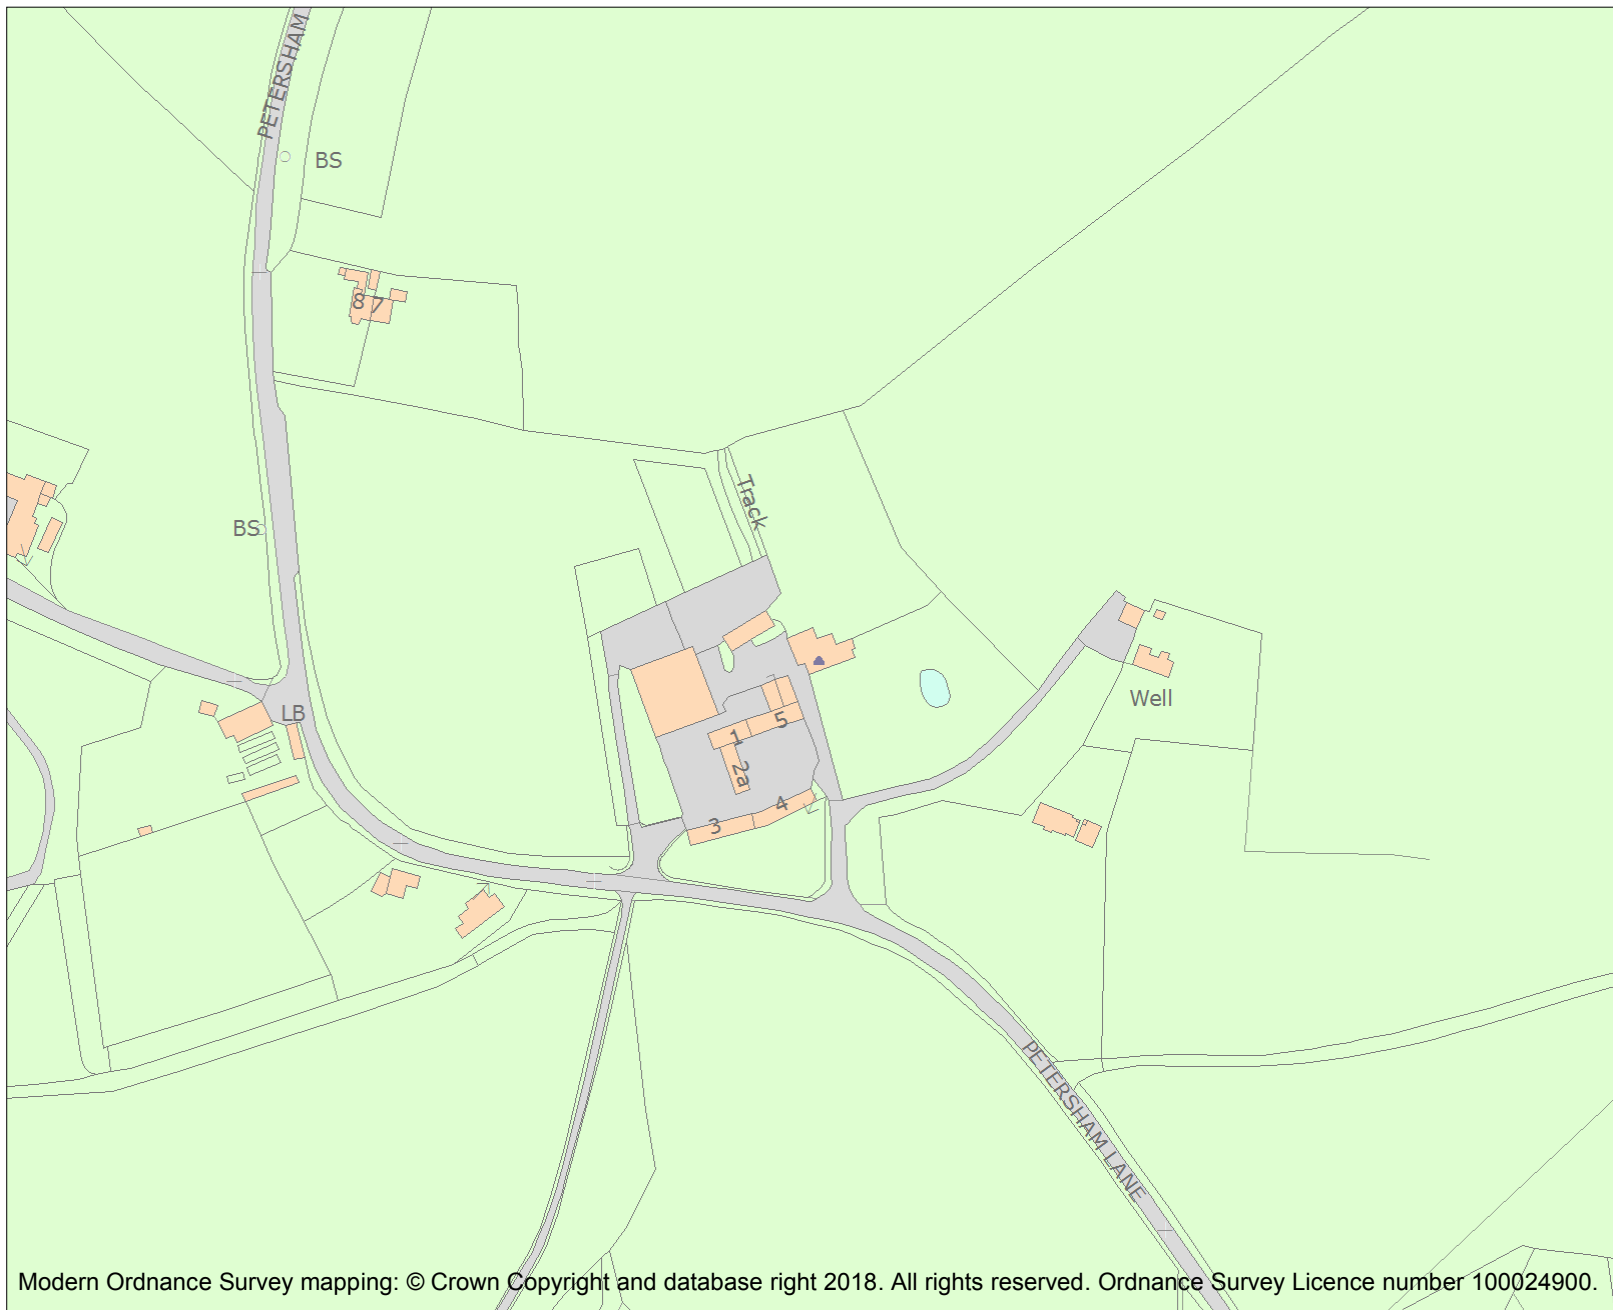 PETERSHAM
BS
8
7
Track
BS
Well
LB
1
5
2a
4
3
PETERSHAM LANE
Modern Ordnance Survey mapping: © Crown Copyright and database right 2018. All rights reserved. Ordnance Survey Licence number 100024900.